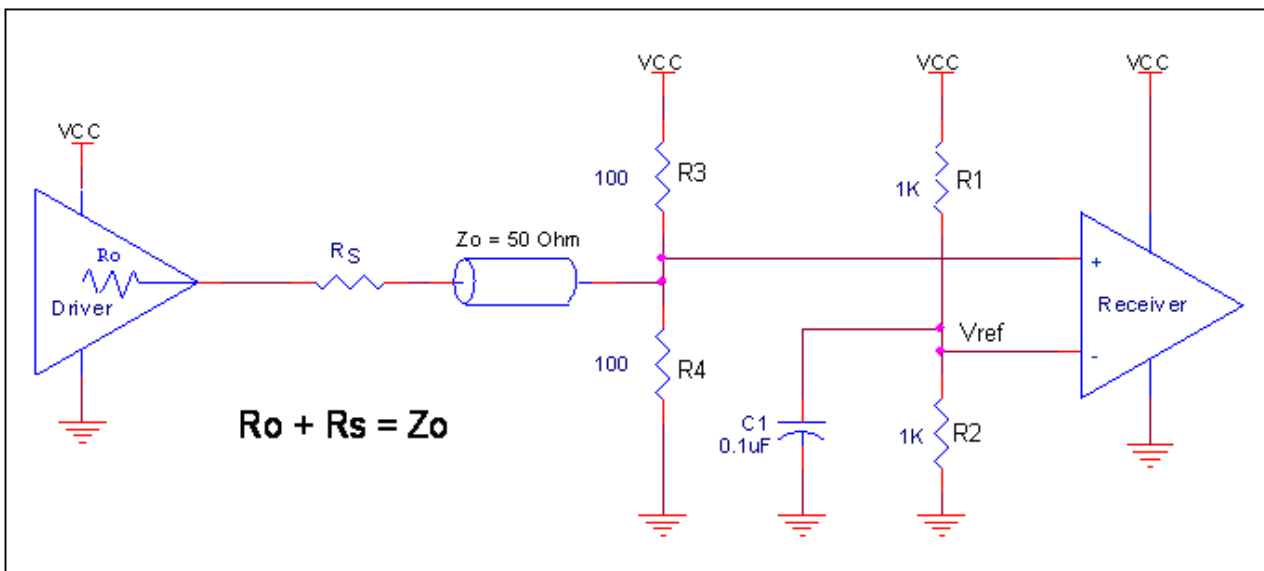 VCC
VCC
VCC
VCC
100
R3
1K
R1
Ro
Driver
RS
Zo = 50 Ohm
+
Receiver
Vref
-
100
R4
Ro + Rs = Zo
C1
0.1uF
1K
R2